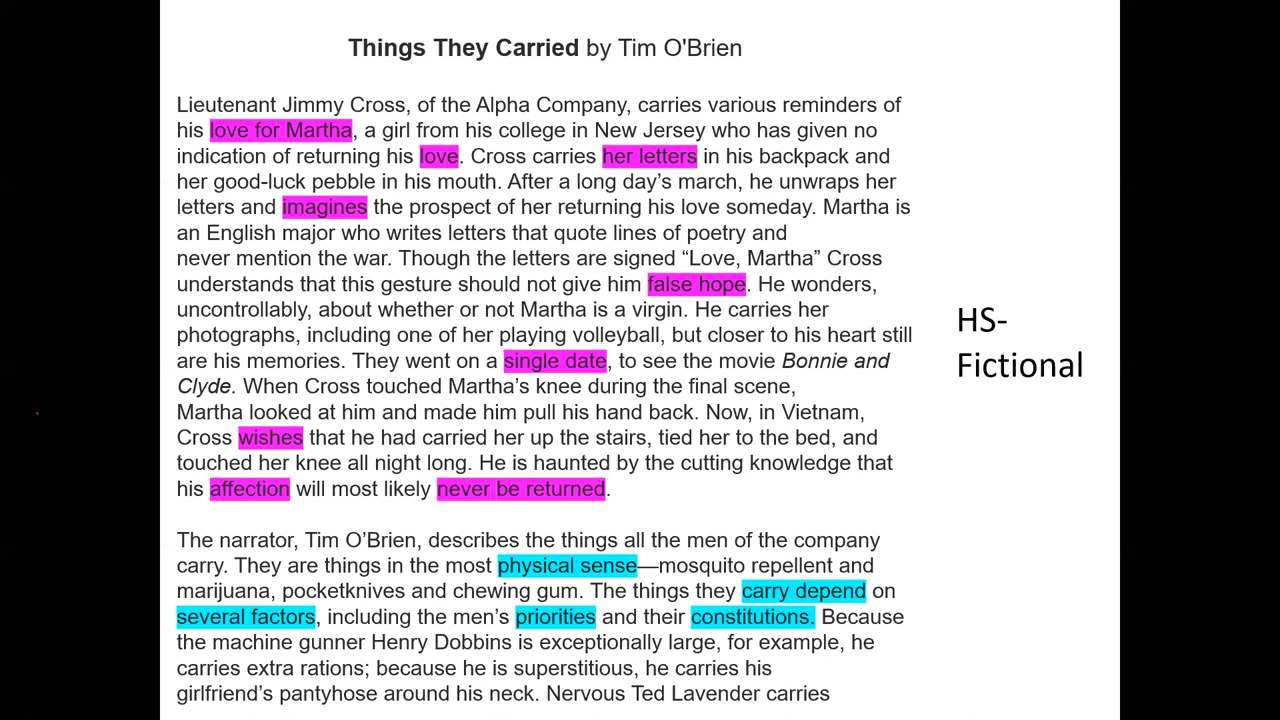 Things They Carried by Tim O'Brien
Lieutenant Jimmy Cross, of the Alpha Company, carries various reminders of
his love for Martha, a girl from his college in New Jersey who has given no
indication of returning his love. Cross carries her letters in his backpack and
her good-luck pebble in his mouth. After a long day’s march, he unwraps her
letters and imagines the prospect of her returning his love someday. Martha is
an English major who writes letters that quote lines of poetry and
never mention the war. Though the letters are signed “Love, Martha” Cross
understands that this gesture should not give him false hope. He wonders,
uncontrollably, about whether or not Martha is a virgin. He carries her
photographs, including one of her playing volleyball, but closer to his heart still
are his memories. They went on a single date, to see the movie Bonnie and
Clyde. When Cross touched Martha’s knee during the final scene,
Martha looked at him and made him pull his hand back. Now, in Vietnam,
Cross wishes that he had carried her up the stairs, tied her to the bed, and
touched her knee all night long. He is haunted by the cutting knowledge that
his affection will most likely never be returned.
The narrator, Tim O’Brien, describes the things all the men of the company
carry. They are things in the most physical sense—mosquito repellent and
marijuana, pocketknives and chewing gum. The things they carry depend on
several factors, including the men’s priorities and their constitutions. Because
the machine gunner Henry Dobbins is exceptionally large, for example, he
carries extra rations; because he is superstitious, he carries his
girlfriend’s pantyhose around his neck. Nervous Ted Lavender carries
HS-
Fictional